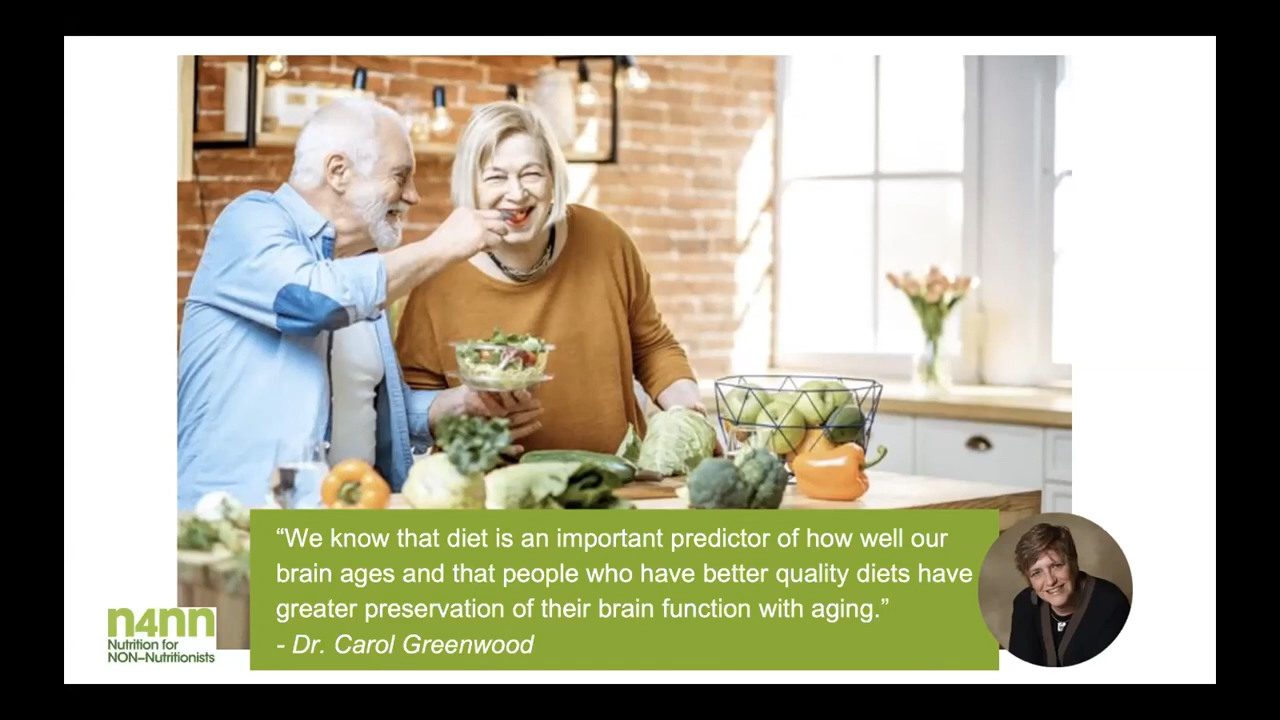 “We know that diet is an important predictor of how well our
brain ages and that people who have better quality diets have
greater preservation of their brain function with aging.”
- Dr. Carol Greenwood
n4nn
Nutrition for
NON–Nutritionists